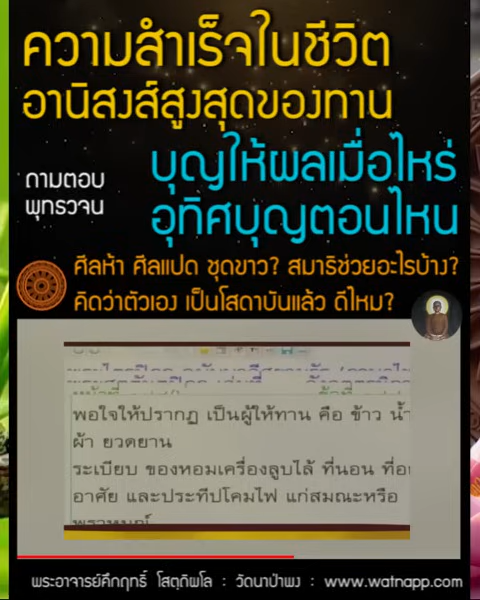 ความสำเร็จในชีวิต
อานิสงส์สูงสุดของทาน
บุญให้ผลเมื่อไหร่
ถามตอบ
พุทธวจน
อุทิศบุญตอนไหน
ศีลห้า ศีลแปด ชุดขาว? สมาธิช่วยอะไรบ้าง?
คิดว่าตัวเอง เป็นโสดาบันแล้ว ดีไหม?
พอใจให้ปรากฏ เป็นผู้ให้ทาน คือ ข้าว
ผ้า ยวดยาน
ระเบียบ ของหอมเครื่องลูบไล้ ที่นอน
อาศัย และประทีปโคมไฟ แก่สมณะหรือ
พระอาจารย์คึกฤทธิ์ โสตถิผโล : วัดนาป่าพง : www.watnapp.com